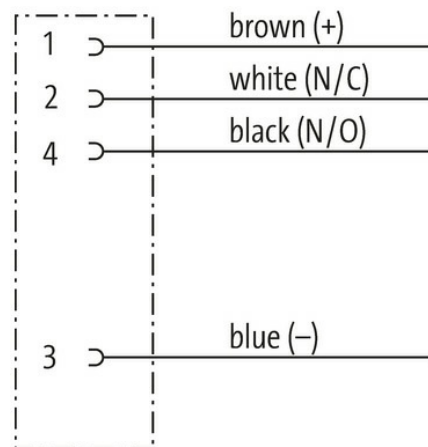 1 brown (+)
2 white (N/C)
4 black (N/O)
3 blue (–)